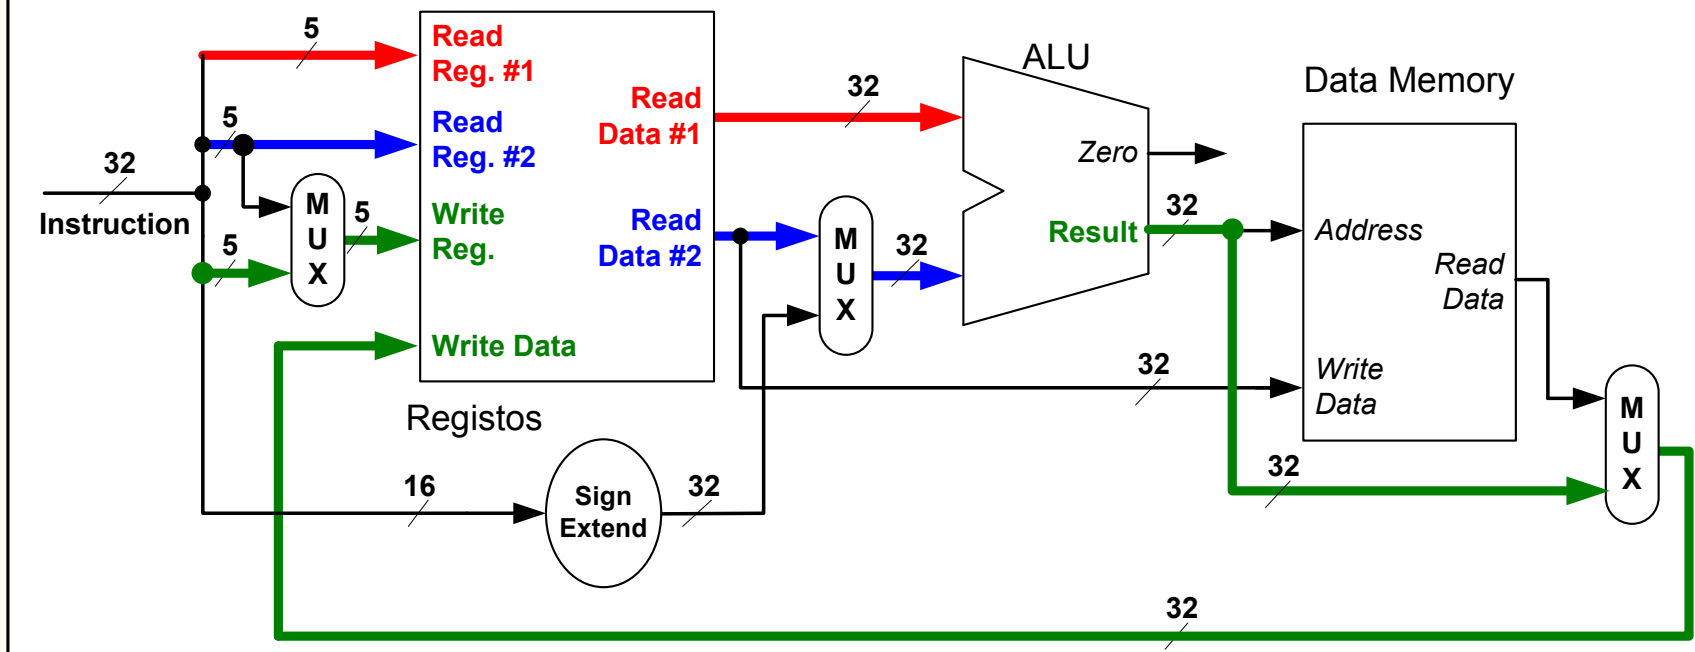 5
Read
Reg. #1
5
Read
Reg. #2
32
Instruction
M
U
X
5
5
Write
Reg.
Write Data
Read
Data #1
Read
Data #2
Registos
16
Sign
Extend
32
32
M
U
X
32
ALU
Zero
Result
32
Data Memory
Address
Read
Data
Write
Data
32
32
M
U
X
32